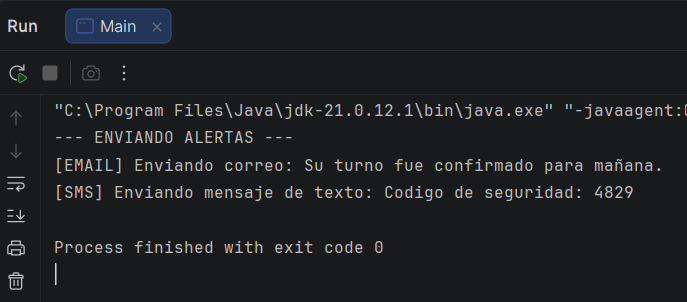 Run Main
"C:\Program Files\Java\jdk-21.0.12.1\bin\java.exe" "-javaagent:
--- ENVIANDO ALERTAS ---
[EMAIL] Enviando correo: Su turno fue confirmado para mañana.
[SMS] Enviando mensaje de texto: Codigo de seguridad: 4829
Process finished with exit code 0